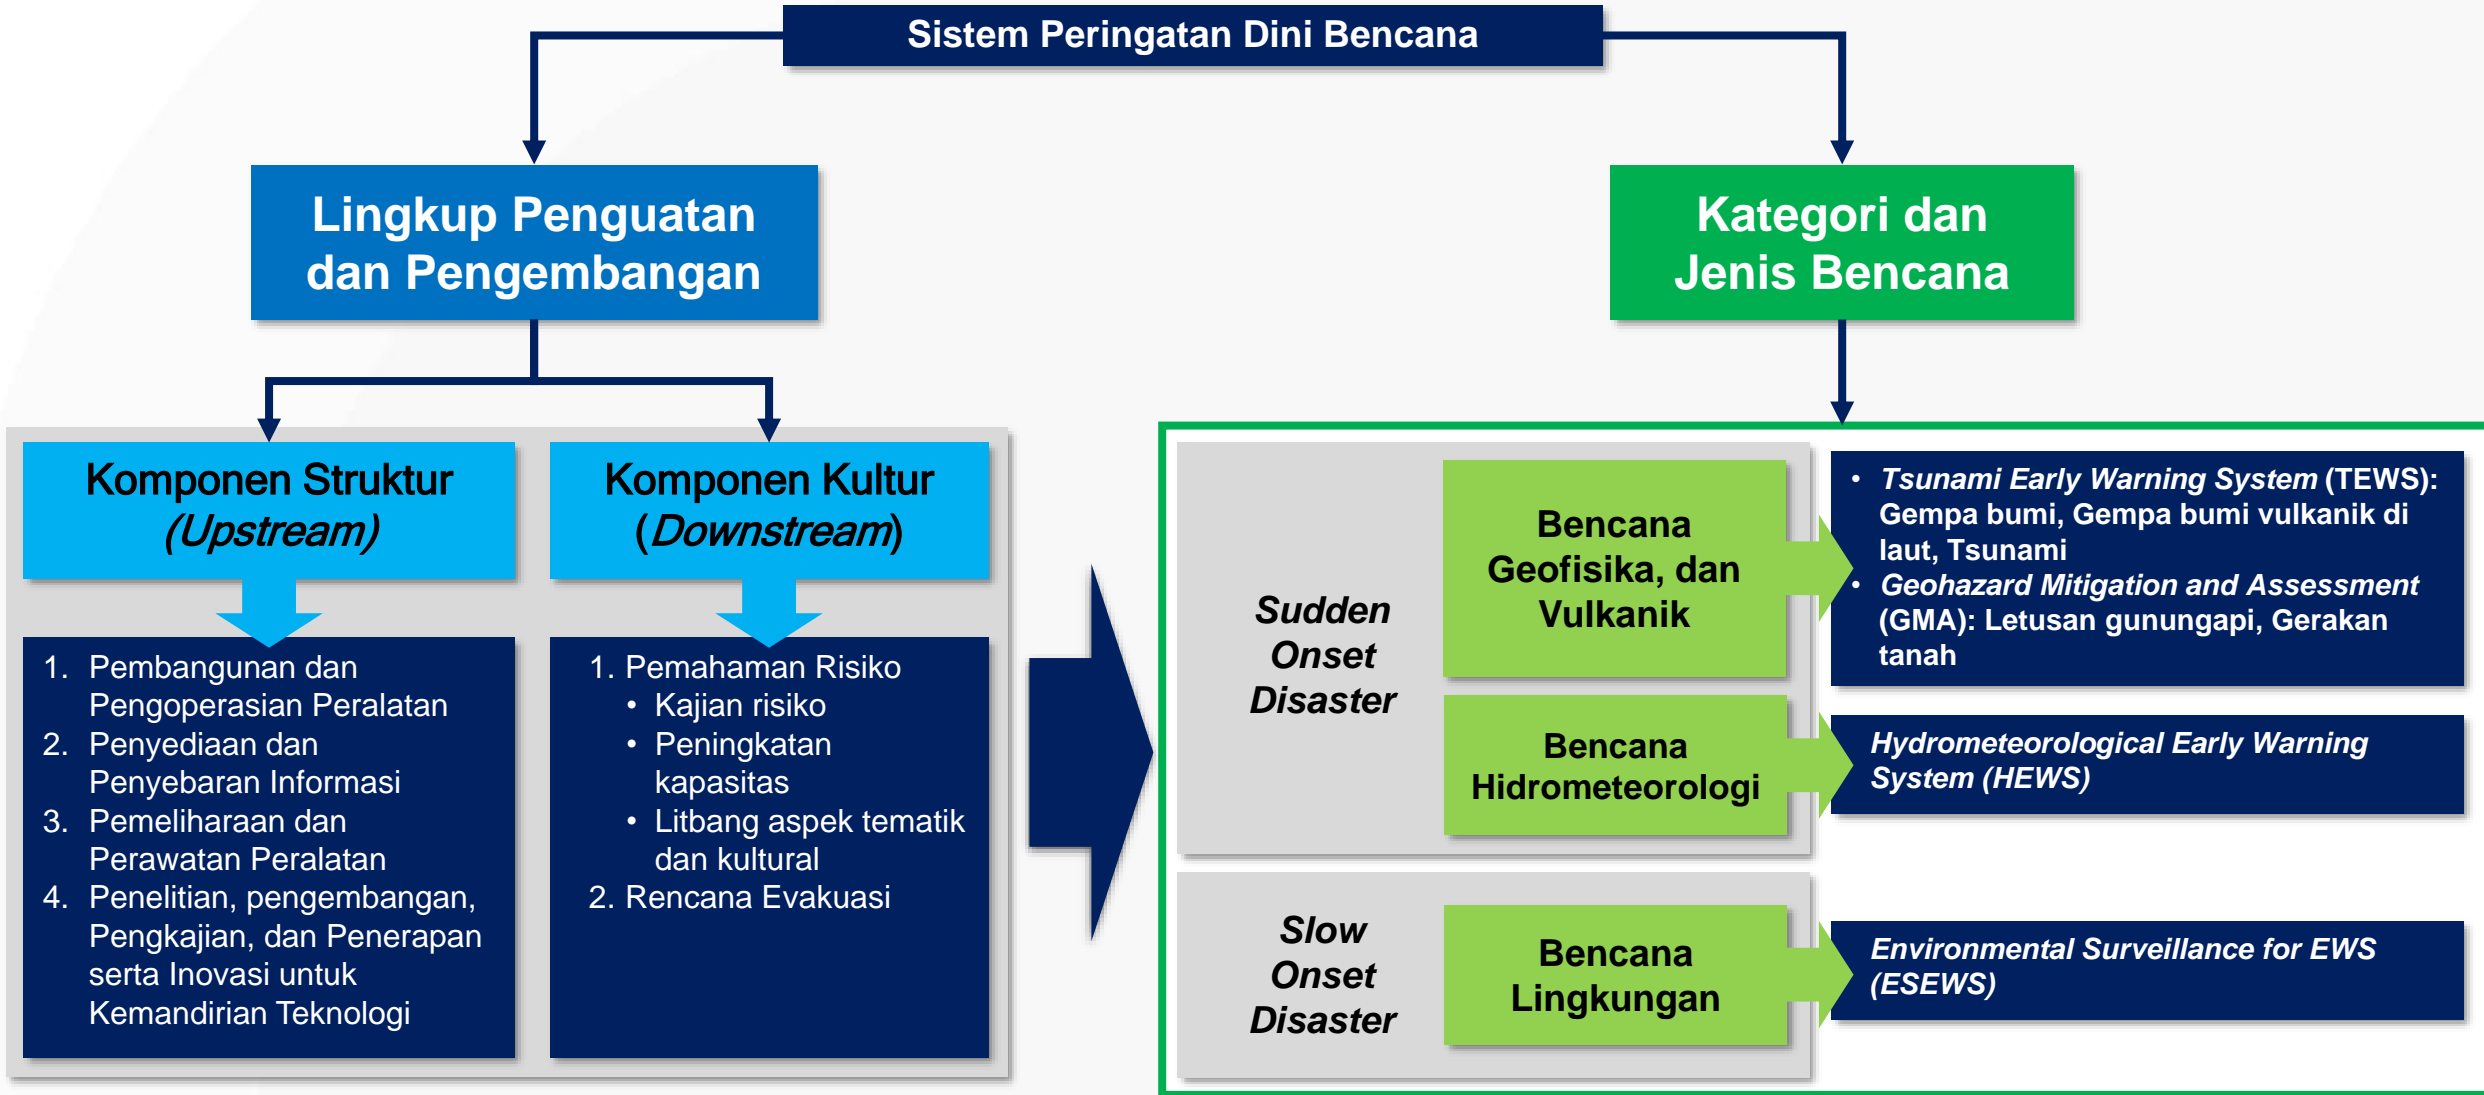 Sistem Peringatan Dini Bencana
Lingkup Penguatan
dan Pengembangan
Kategori dan
Jenis Bencana
Komponen Struktur
(Upstream)
Komponen Kultur
(Downstream)
1. Pembangunan dan
Pengoperasian Peralatan
2. Penyediaan dan
Penyebaran Informasi
3. Pemeliharaan dan
Perawatan Peralatan
4. Penelitian, pengembangan,
Pengkajian, dan Penerapan
serta Inovasi untuk
Kemandirian Teknologi
1. Pemahaman Risiko
• Kajian risiko
• Peningkatan
kapasitas
• Litbang aspek tematik
dan kultural
2. Rencana Evakuasi
Sudden
Onset
Disaster
Bencana
Geofisika, dan
Vulkanik
• Tsunami Early Warning System (TEWS):
Gempa bumi, Gempa bumi vulkanik di
laut, Tsunami
• Geohazard Mitigation and Assessment
(GMA): Letusan gunungapi, Gerakan
tanah
Bencana
Hidrometeorologi
Hydrometeorological Early Warning
System (HEWS)
Slow
Onset
Disaster
Bencana
Lingkungan
Environmental Surveillance for EWS
(ESEWS)